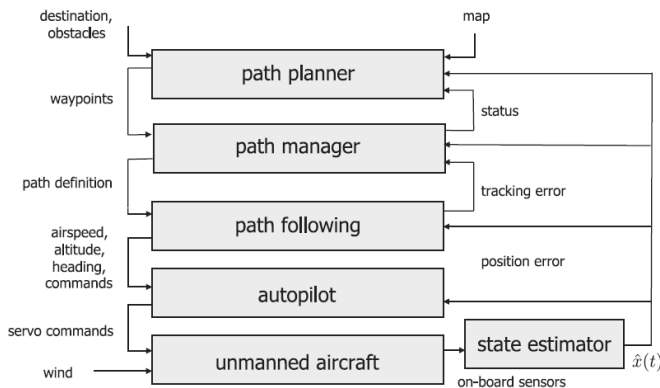 destination,
obstacles
map
path planner
waypoints
status
path manager
path definition
tracking error
path following
airspeed,
altitude,
heading,
commands
position error
autopilot
servo commands
state estimator
unmanned aircraft
x̂(t)
wind
on-board sensors